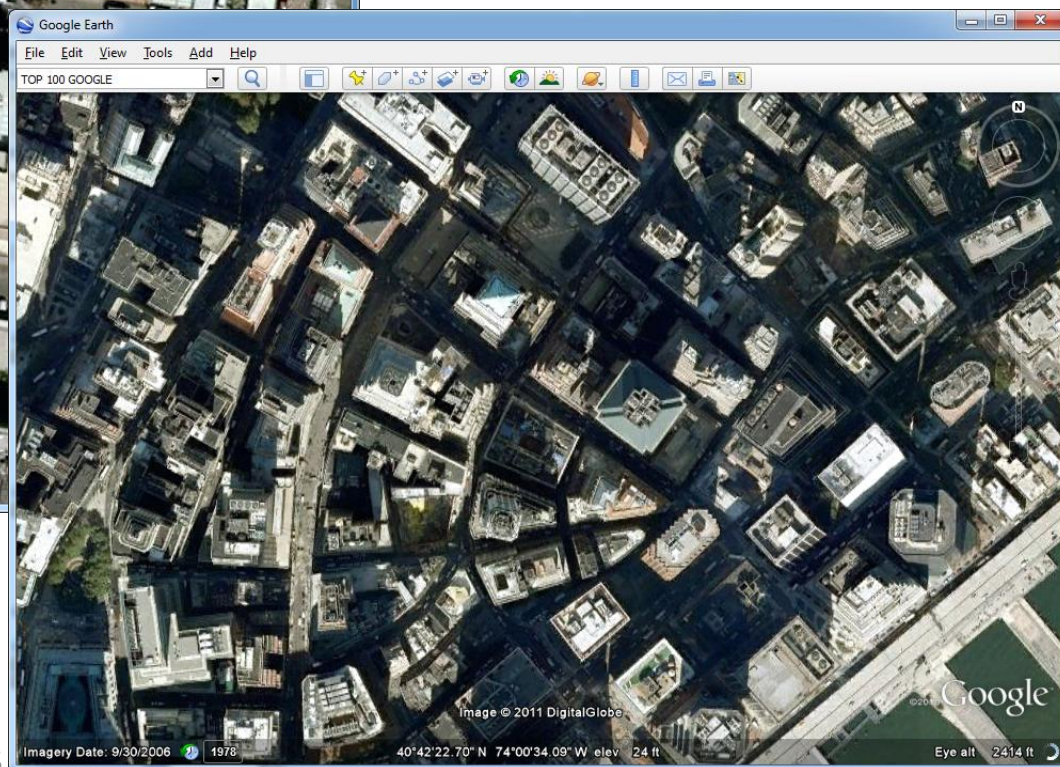 Google Earth
File Edit View Tools Add Help
TOP 100 GOOGLE
N
Image © 2011 DigitalGlobe
Google
Imagery Date: 9/30/2006 1978 40°42'22.70" N 74°00'34.09" W elev 24 ft Eye alt 2414 ft